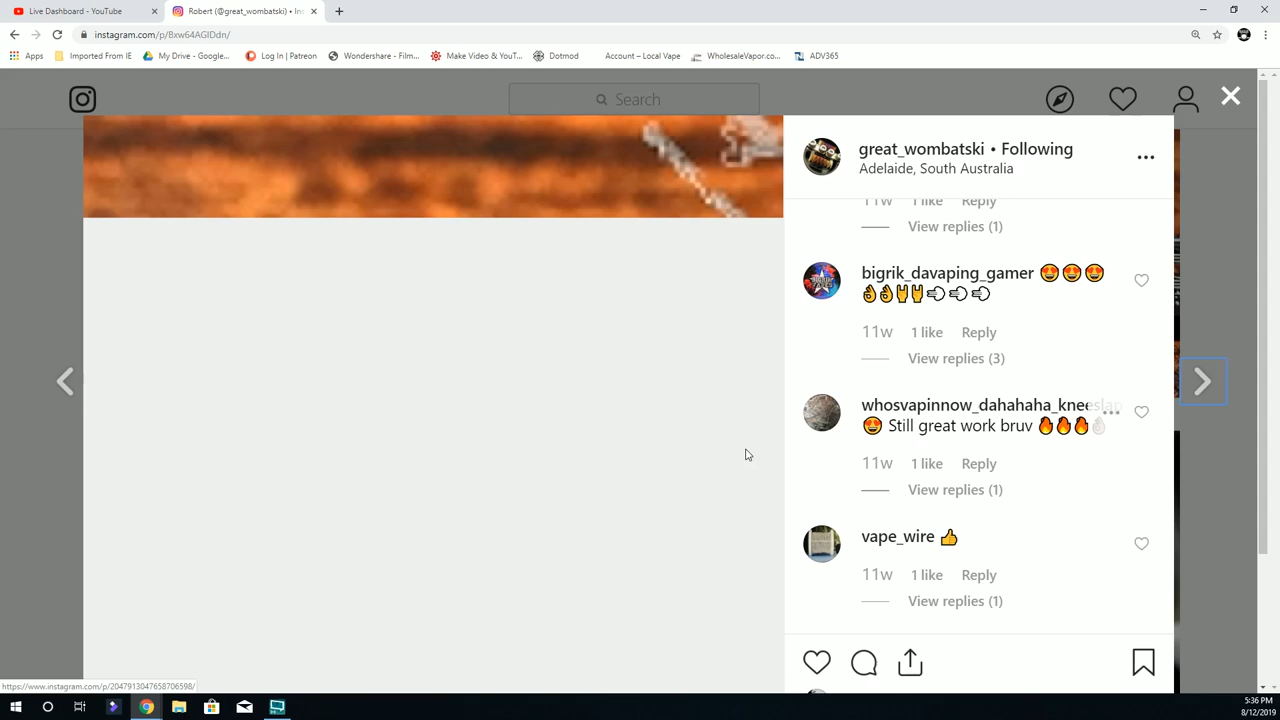 Live Dashboard - YouTube
Robert (@great_wombatski) • Ins
instagram.com/p/Bxw64AGlDdn/
Apps
Imported From IE
My Drive - Google...
Log In | Patreon
Wondershare - Film...
Make Video & YouT...
Dotmod
Account – Local Vape
WholesaleVapor.co...
ADV365
Search
great_wombatski • Following
Adelaide, South Australia
11w 1 like Reply
View replies (1)
bigrik_davaping_gamer 😍😍😍
👌👌🤘🤘💨💨💨
11w 1 like Reply
View replies (3)
whosvapinnow_dahahaha_kneeslap
😍 Still great work bruv 🔥🔥🔥👌
11w 1 like Reply
View replies (1)
vape_wire 👍
11w 1 like Reply
View replies (1)
https://www.instagram.com/p/2047913047658706598/
5:36 PM
8/12/2019